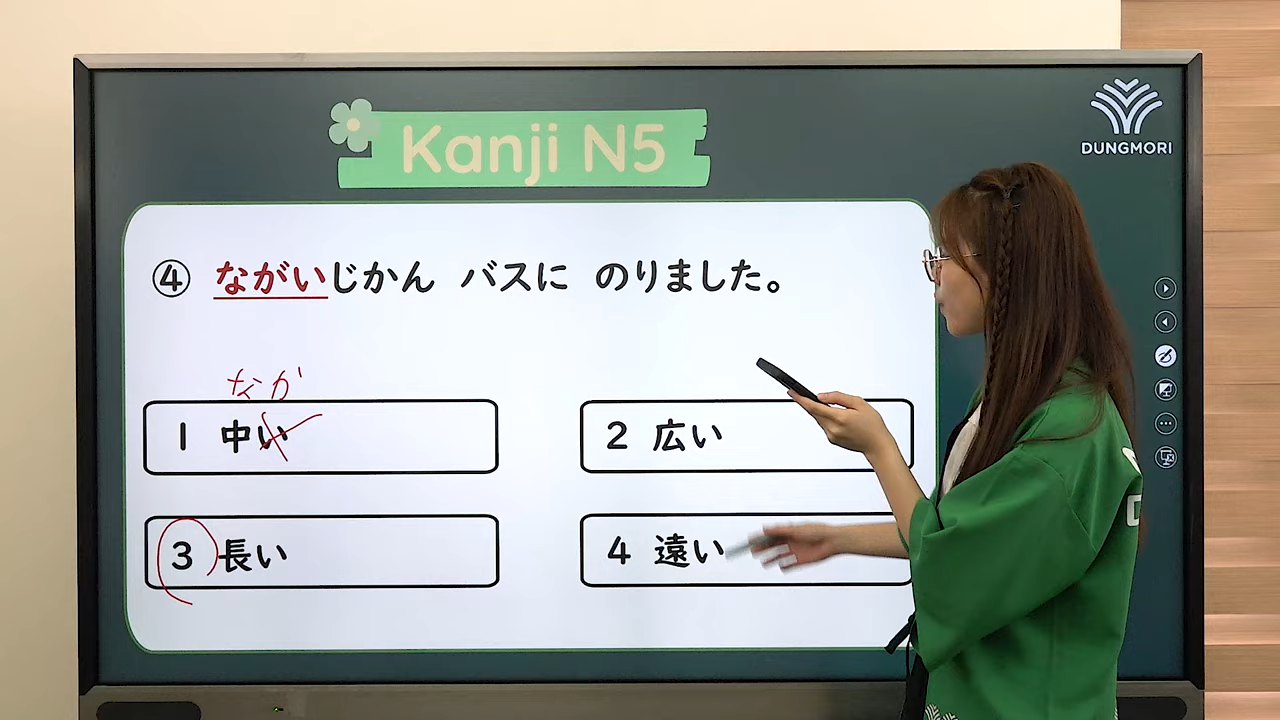 Kanji N5
DUNGMORI
④ ながいじかん バスに のりました。
なか
1 中い
2 広い
3 長い
4 遠い